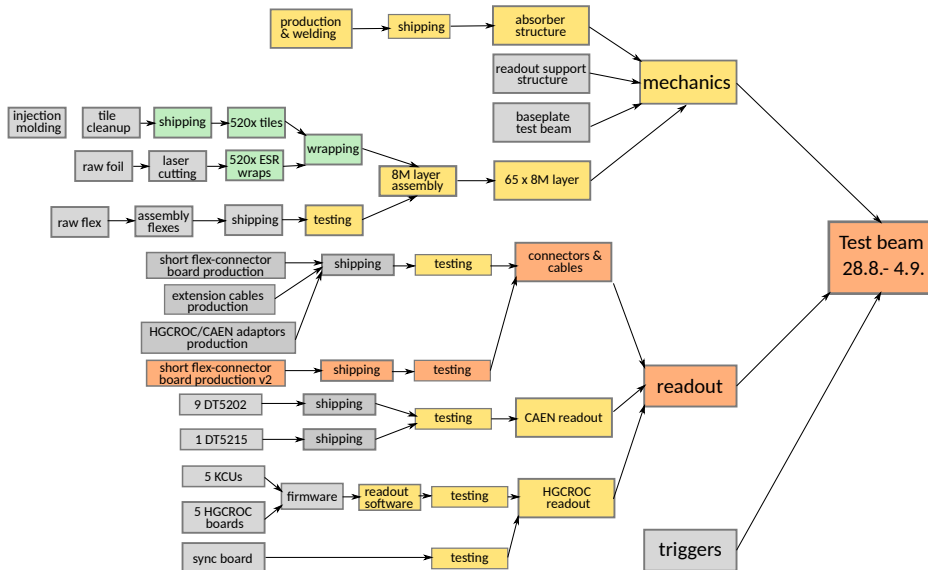 production
& welding
shipping
absorber
structure
readout support
structure
mechanics
baseplate
test beam
injection
molding
tile
cleanup
shipping
520x tiles
wrapping
raw foil
laser
cutting
520x ESR
wraps
8M layer
assembly
65 x 8M layer
raw flex
assembly
flexes
shipping
testing
Test beam
28.8.- 4.9.
short flex-connector
board production
shipping
testing
connectors &
cables
extension cables
production
HGCROC/CAEN adaptors
production
short flex-connector
board production v2
shipping
testing
readout
9 DT5202
shipping
testing
CAEN readout
1 DT5215
shipping
5 KCUs
firmware
readout
software
testing
HGCROC
readout
5 HGCROC
boards
sync board
testing
triggers